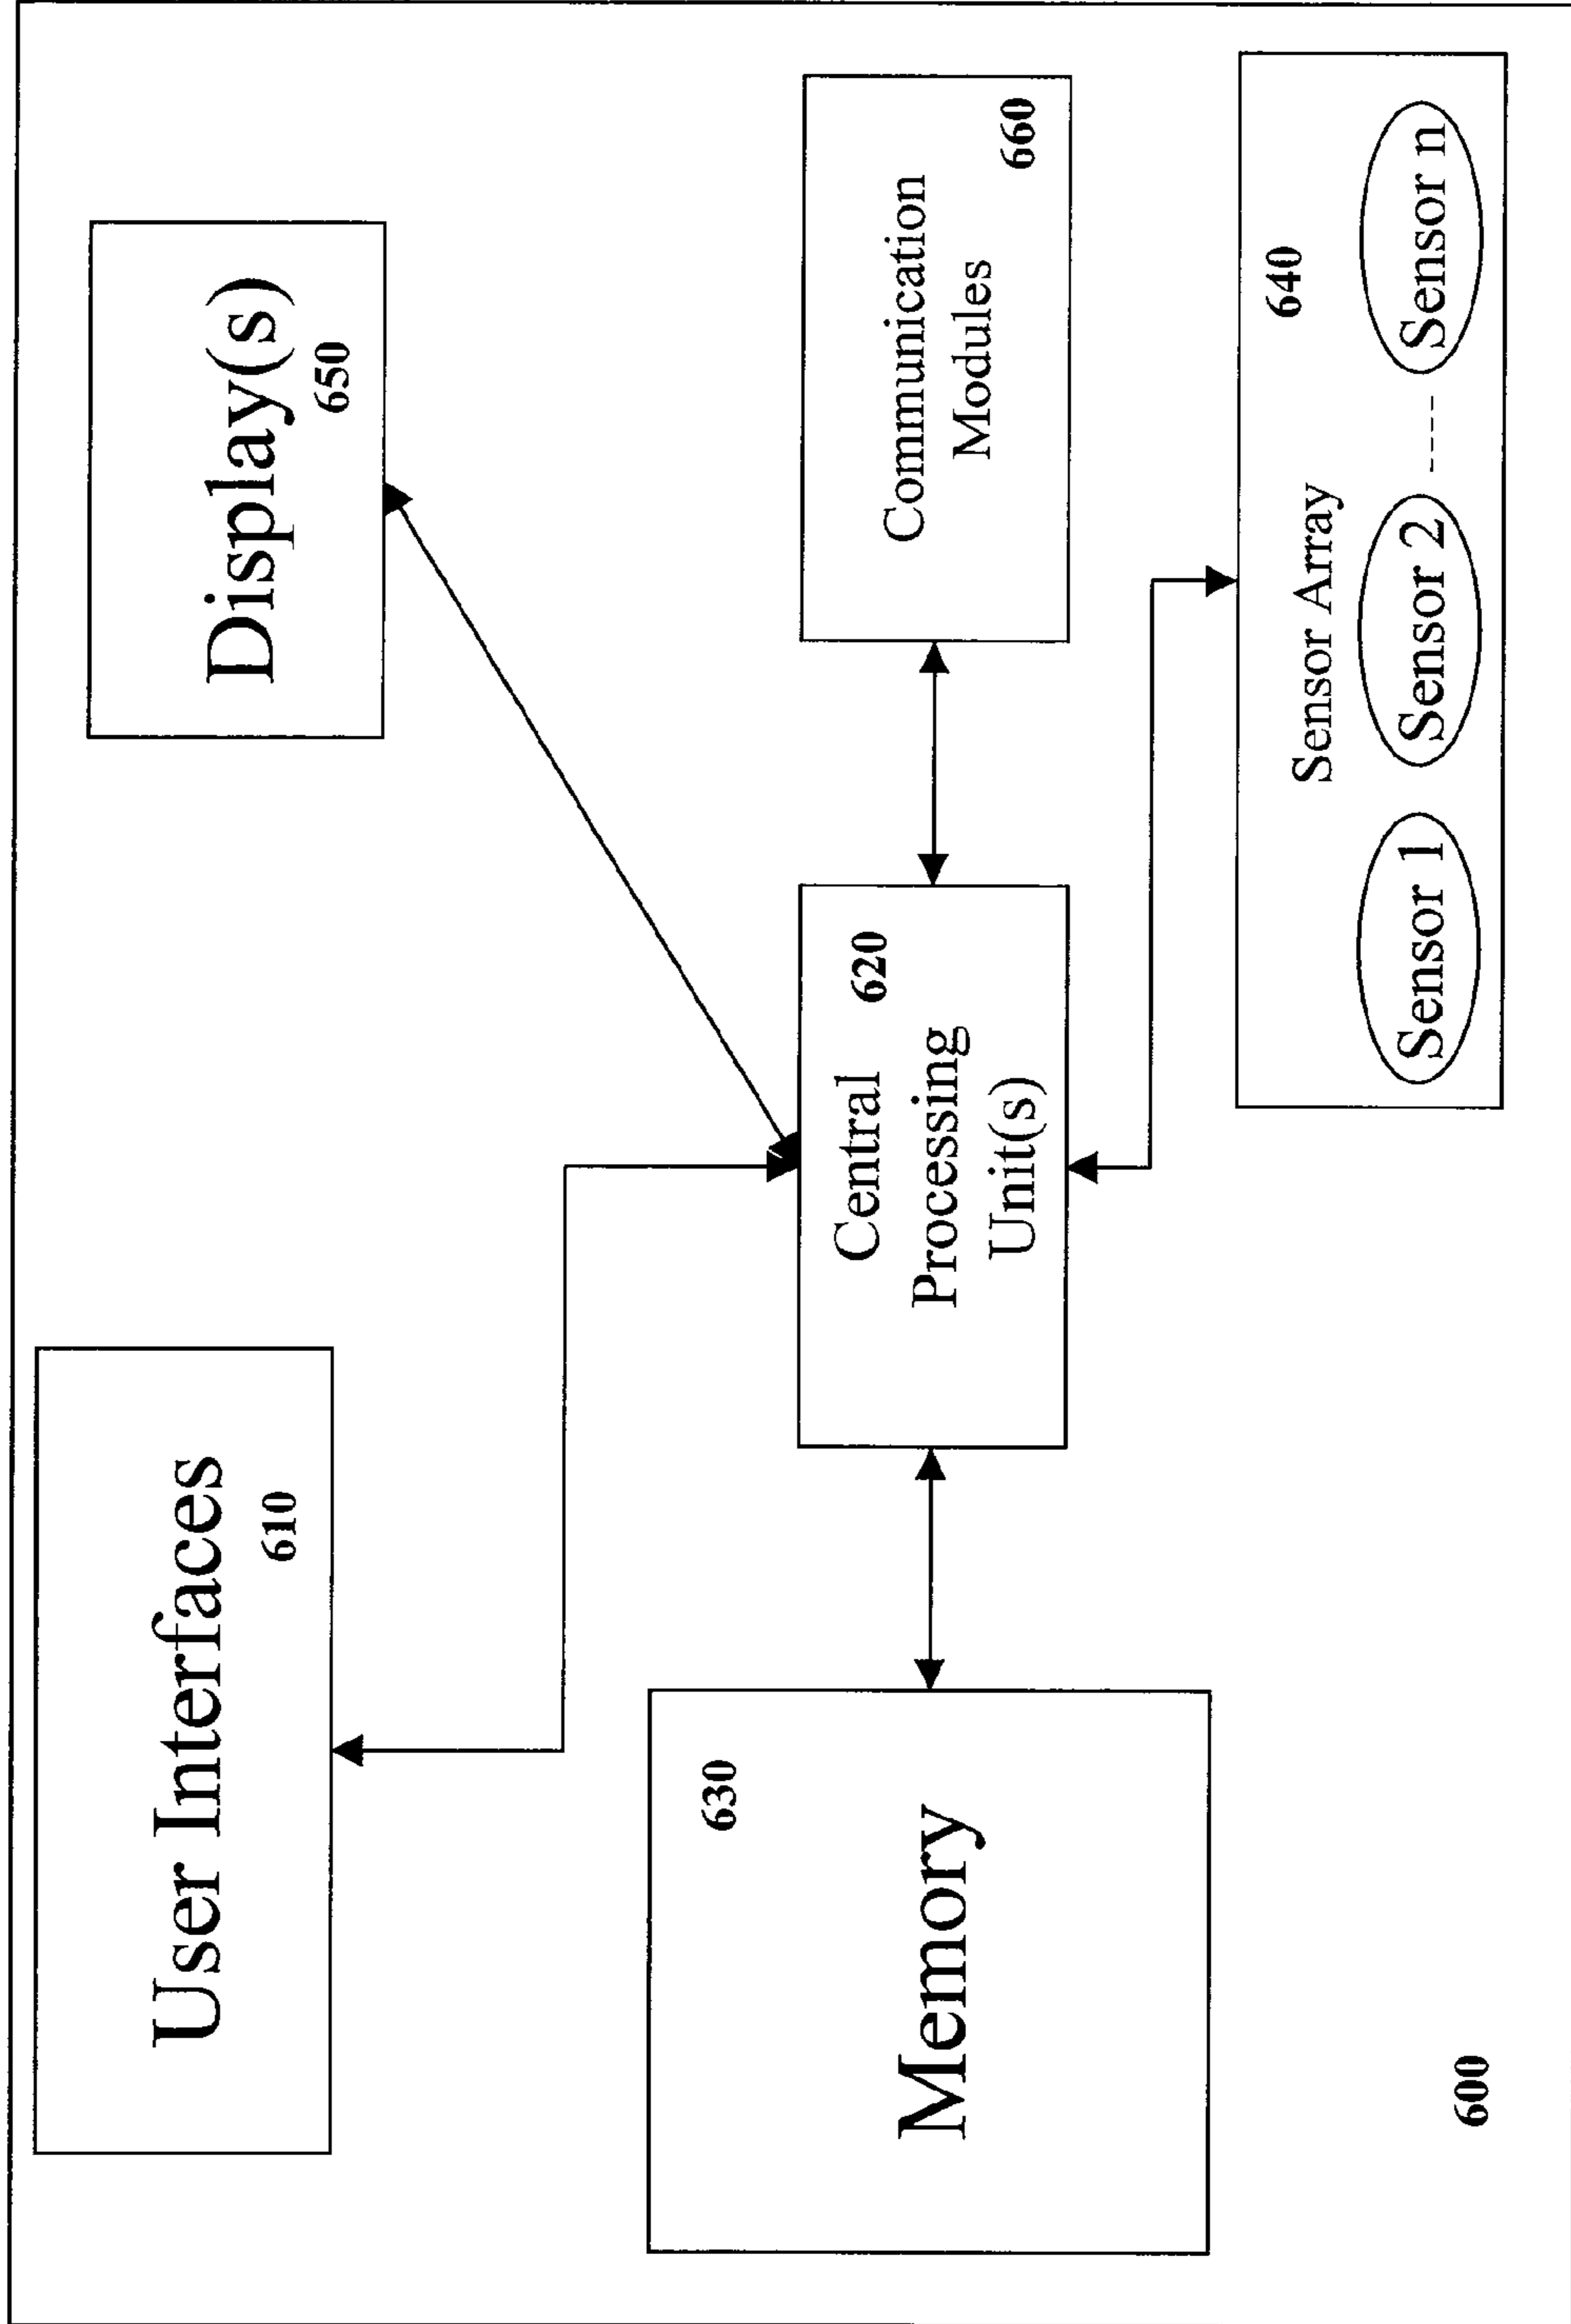 User Interfaces
610
Display(s)
650
630
Memory
Central
620
Processing
Unit(s)
Communication
Modules
660
640
Sensor Array
Sensor 1
Sensor 2
Sensor n
600